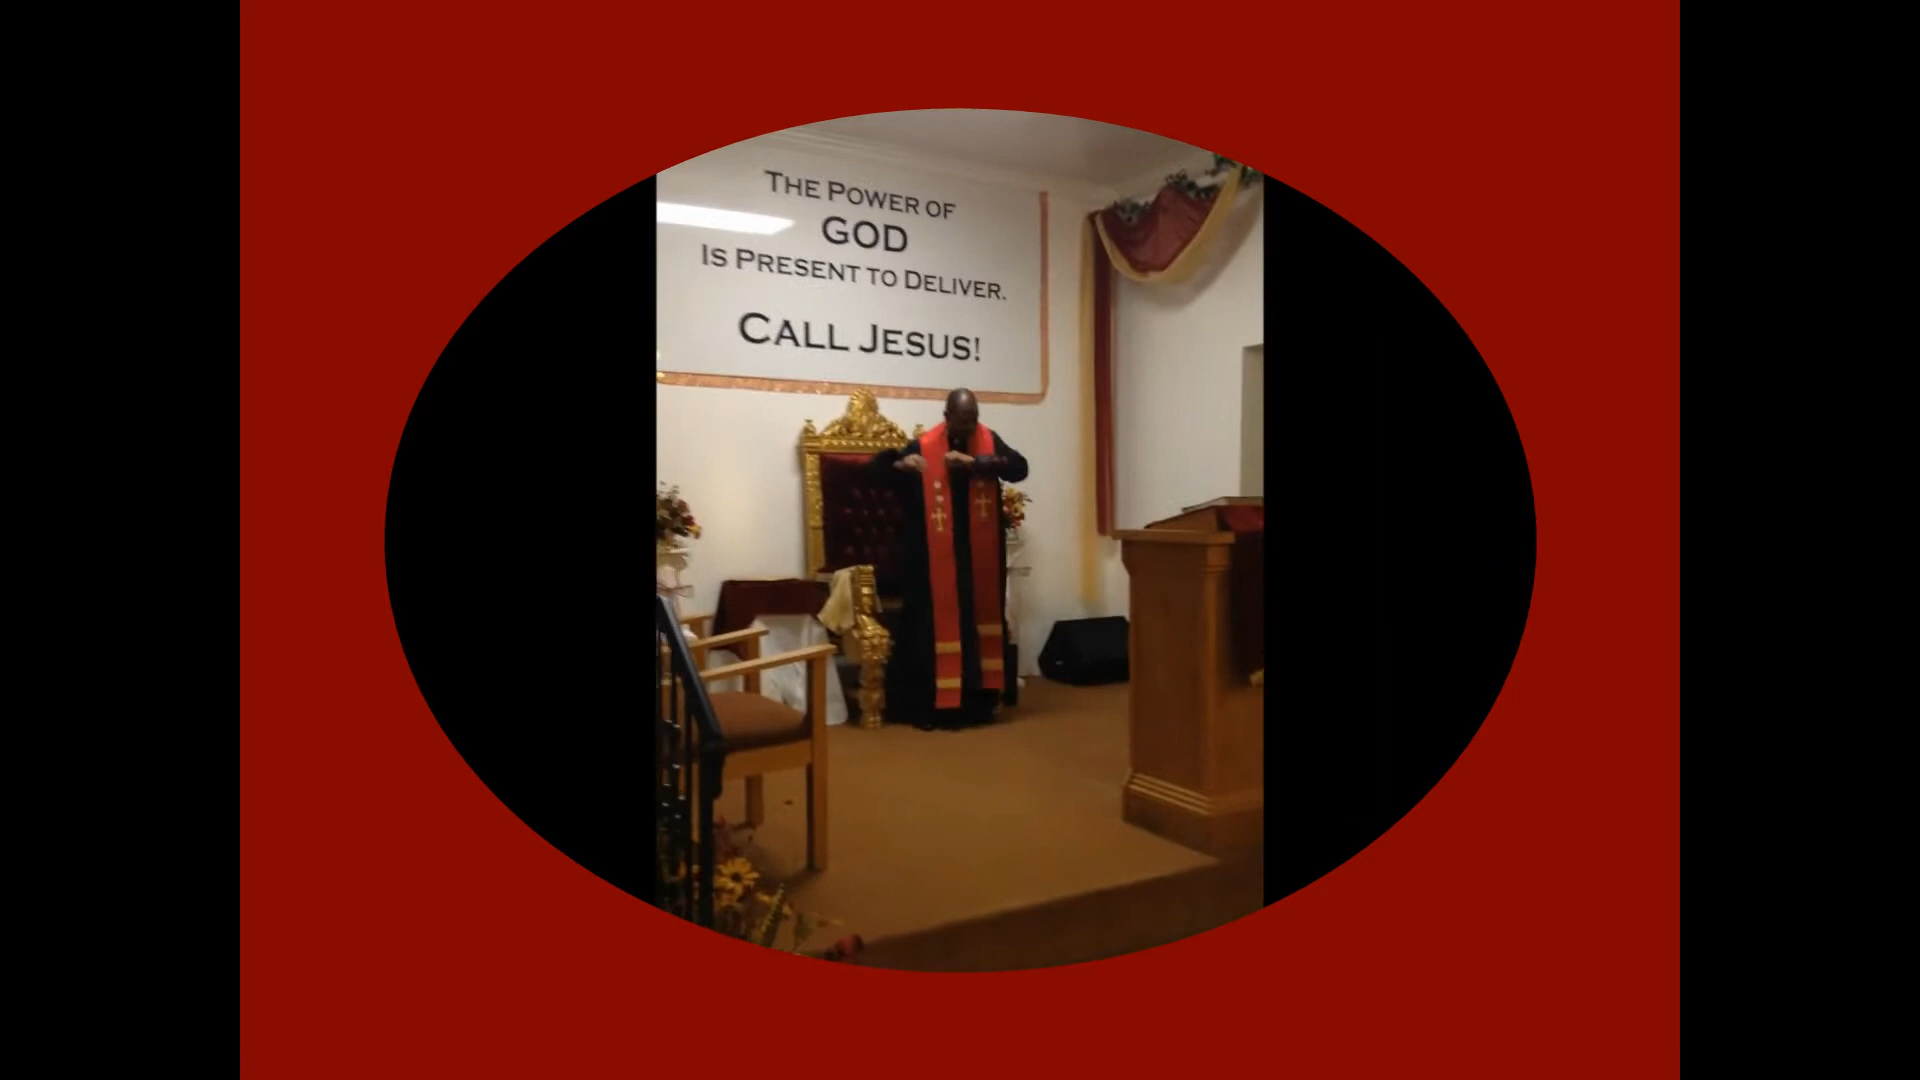 THE POWER OF
GOD
IS PRESENT TO DELIVER.
CALL JESUS!